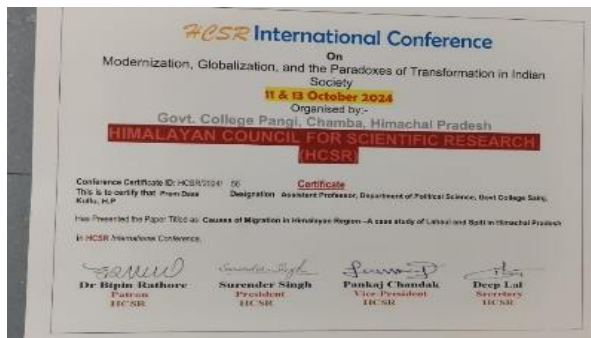 HCSR International Conference
On
Modernization, Globalization, and the Paradoxes of Transformation in Indian
Society
11 & 13 October 2024
Organised by:-
Govt. College Pangi, Chamba, Himachal Pradesh
HIMALAYAN COUNCIL FOR SCIENTIFIC RESEARCH
(HCSR)
Certificate
Conference Certificate ID: HCSR/2024/ 56
This is to certify that Prem Dass Designation Assistant Professor, Department of Political Science, Govt College Sainj,
Kullu, H.P
Has Presented the Paper Titled as Causes of Migration in Himalayan Region –A case study of Lahoul and Spiti in Himachal Pradesh
in HCSR International Conference.
Dr Bipin Rathore Surender Singh Pankaj Chandak Deep Lal
Patron President Vice-President Secretary
HCSR HCSR HCSR HCSR